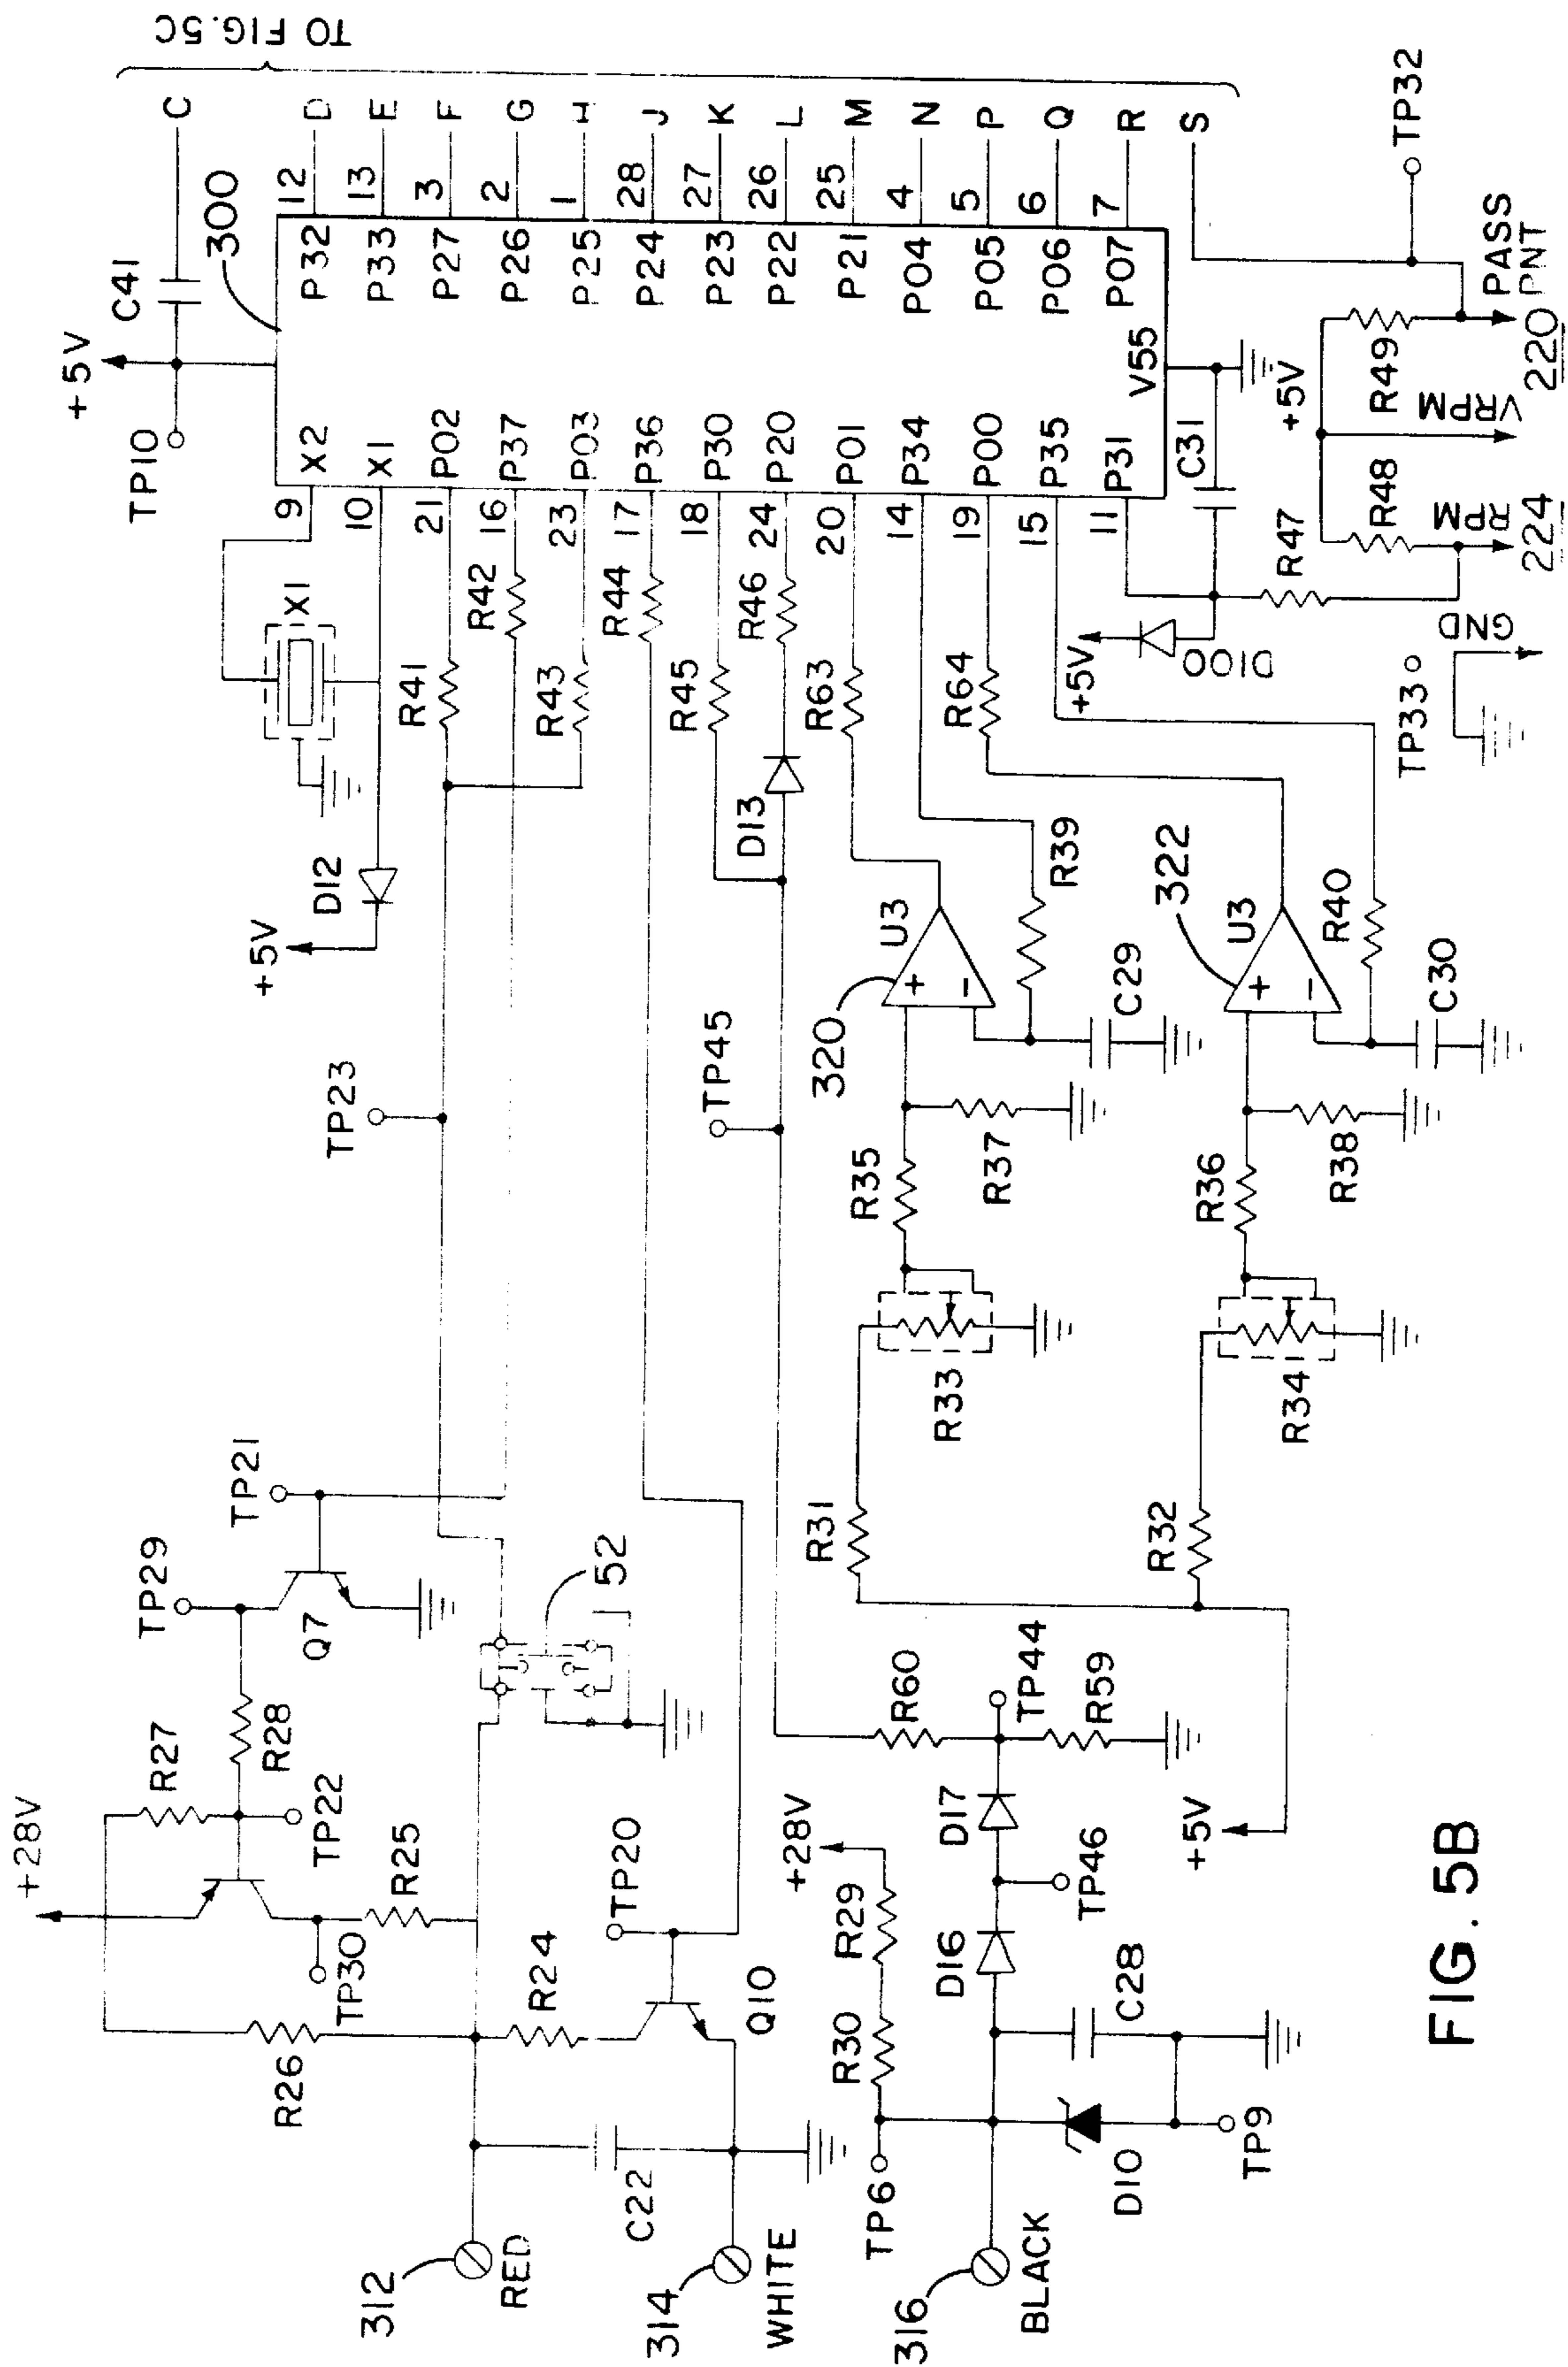 TO FIG.5C
C
C41
+5V
TP10
300
12 D
13 E
3 F
2 G
1 H
28 J
27 K
26 L
25 M
4 N
5 P
6 Q
7 R
S
P32
P33
P27
P26
P25
P24
P23
P22
P21
P04
P05
P06
P07
X2
X1
P02
P37
P03
P36
P30
P20
P01
P34
P00
P35
P31
V55
9
10
21
16
23
17
18
24
20
14
19
15
11
X1
D12
+5V
R41
R42
R43
R44
R45
R46
D13
R63
R64
R39
R40
C31
D100
+5V
R47
R48
R49
+5V
RPM
224
VRPM
PASS
PNT
220
TP32
TP33
GND
TP23
TP45
U3
320
C29
U3
322
C30
R35
R37
R36
R38
R33
R34
R31
R32
+5V
TP21
TP29
Q7
R28
R27
TP22
+28V
R25
TP30
R26
52
R24
TP20
Q10
C22
312
RED
314
WHITE
316
BLACK
TP6
R30
R29
+28V
D16
D17
TP46
R60
TP44
R59
C28
D10
TP9
FIG. 5B